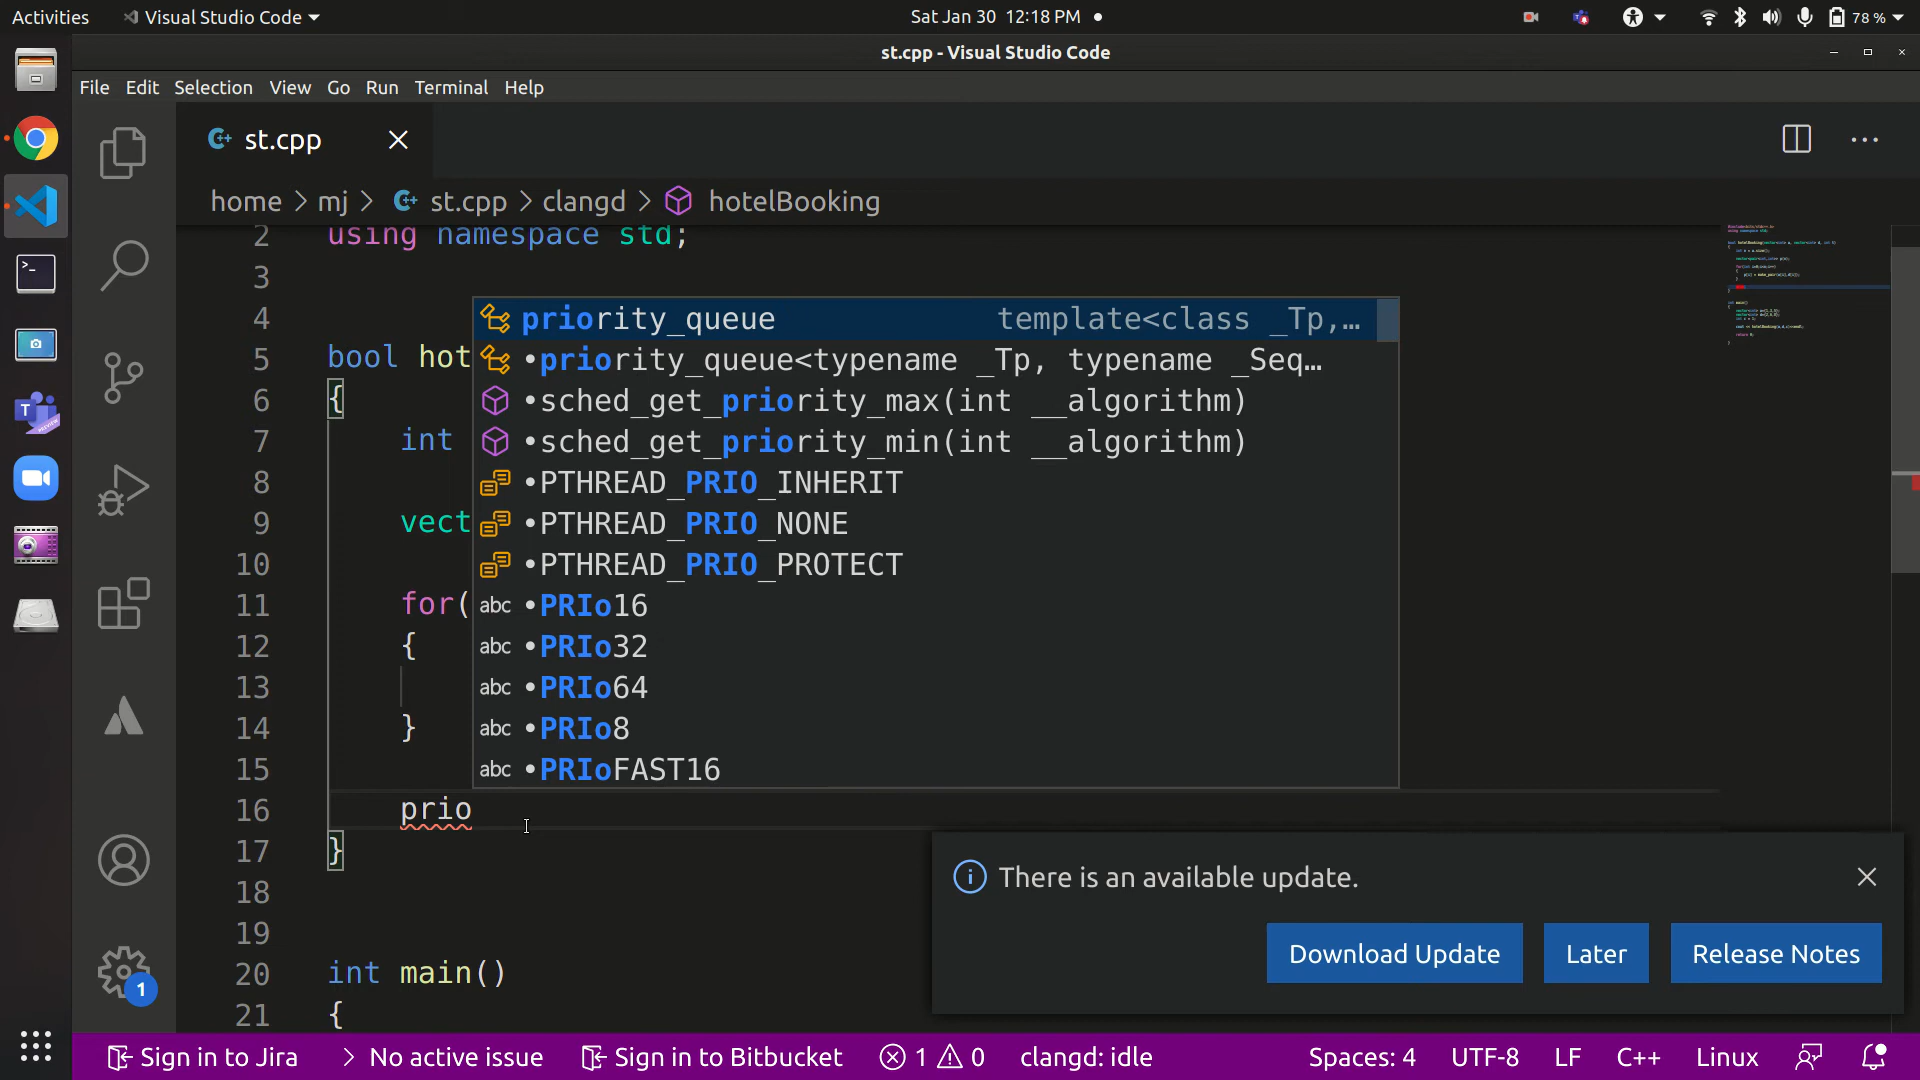 Activities Visual Studio Code Sat Jan 30 12:18 PM 78 %
st.cpp - Visual Studio Code
File Edit Selection View Go Run Terminal Help
st.cpp
home > mj > st.cpp > clangd > hotelBooking
2 using namespace std;
3
4 priority_queue template<class _Tp,…
•priority_queue<typename _Tp, typename _Seq…
5 bool hot •sched_get_priority_max(int __algorithm)
6 {
7 int •sched_get_priority_min(int __algorithm)
8 •PTHREAD_PRIO_INHERIT
9 vect •PTHREAD_PRIO_NONE
10 •PTHREAD_PRIO_PROTECT
11 for( abc •PRIo16
12 { abc •PRIo32
13 abc •PRIo64
14 } abc •PRIo8
15 abc •PRIoFAST16
16 prio
17 }
18
19
20 int main()
21 {
There is an available update.
Download Update Later Release Notes
1
Sign in to Jira > No active issue Sign in to Bitbucket 1 0 clangd: idle Spaces: 4 UTF-8 LF C++ Linux